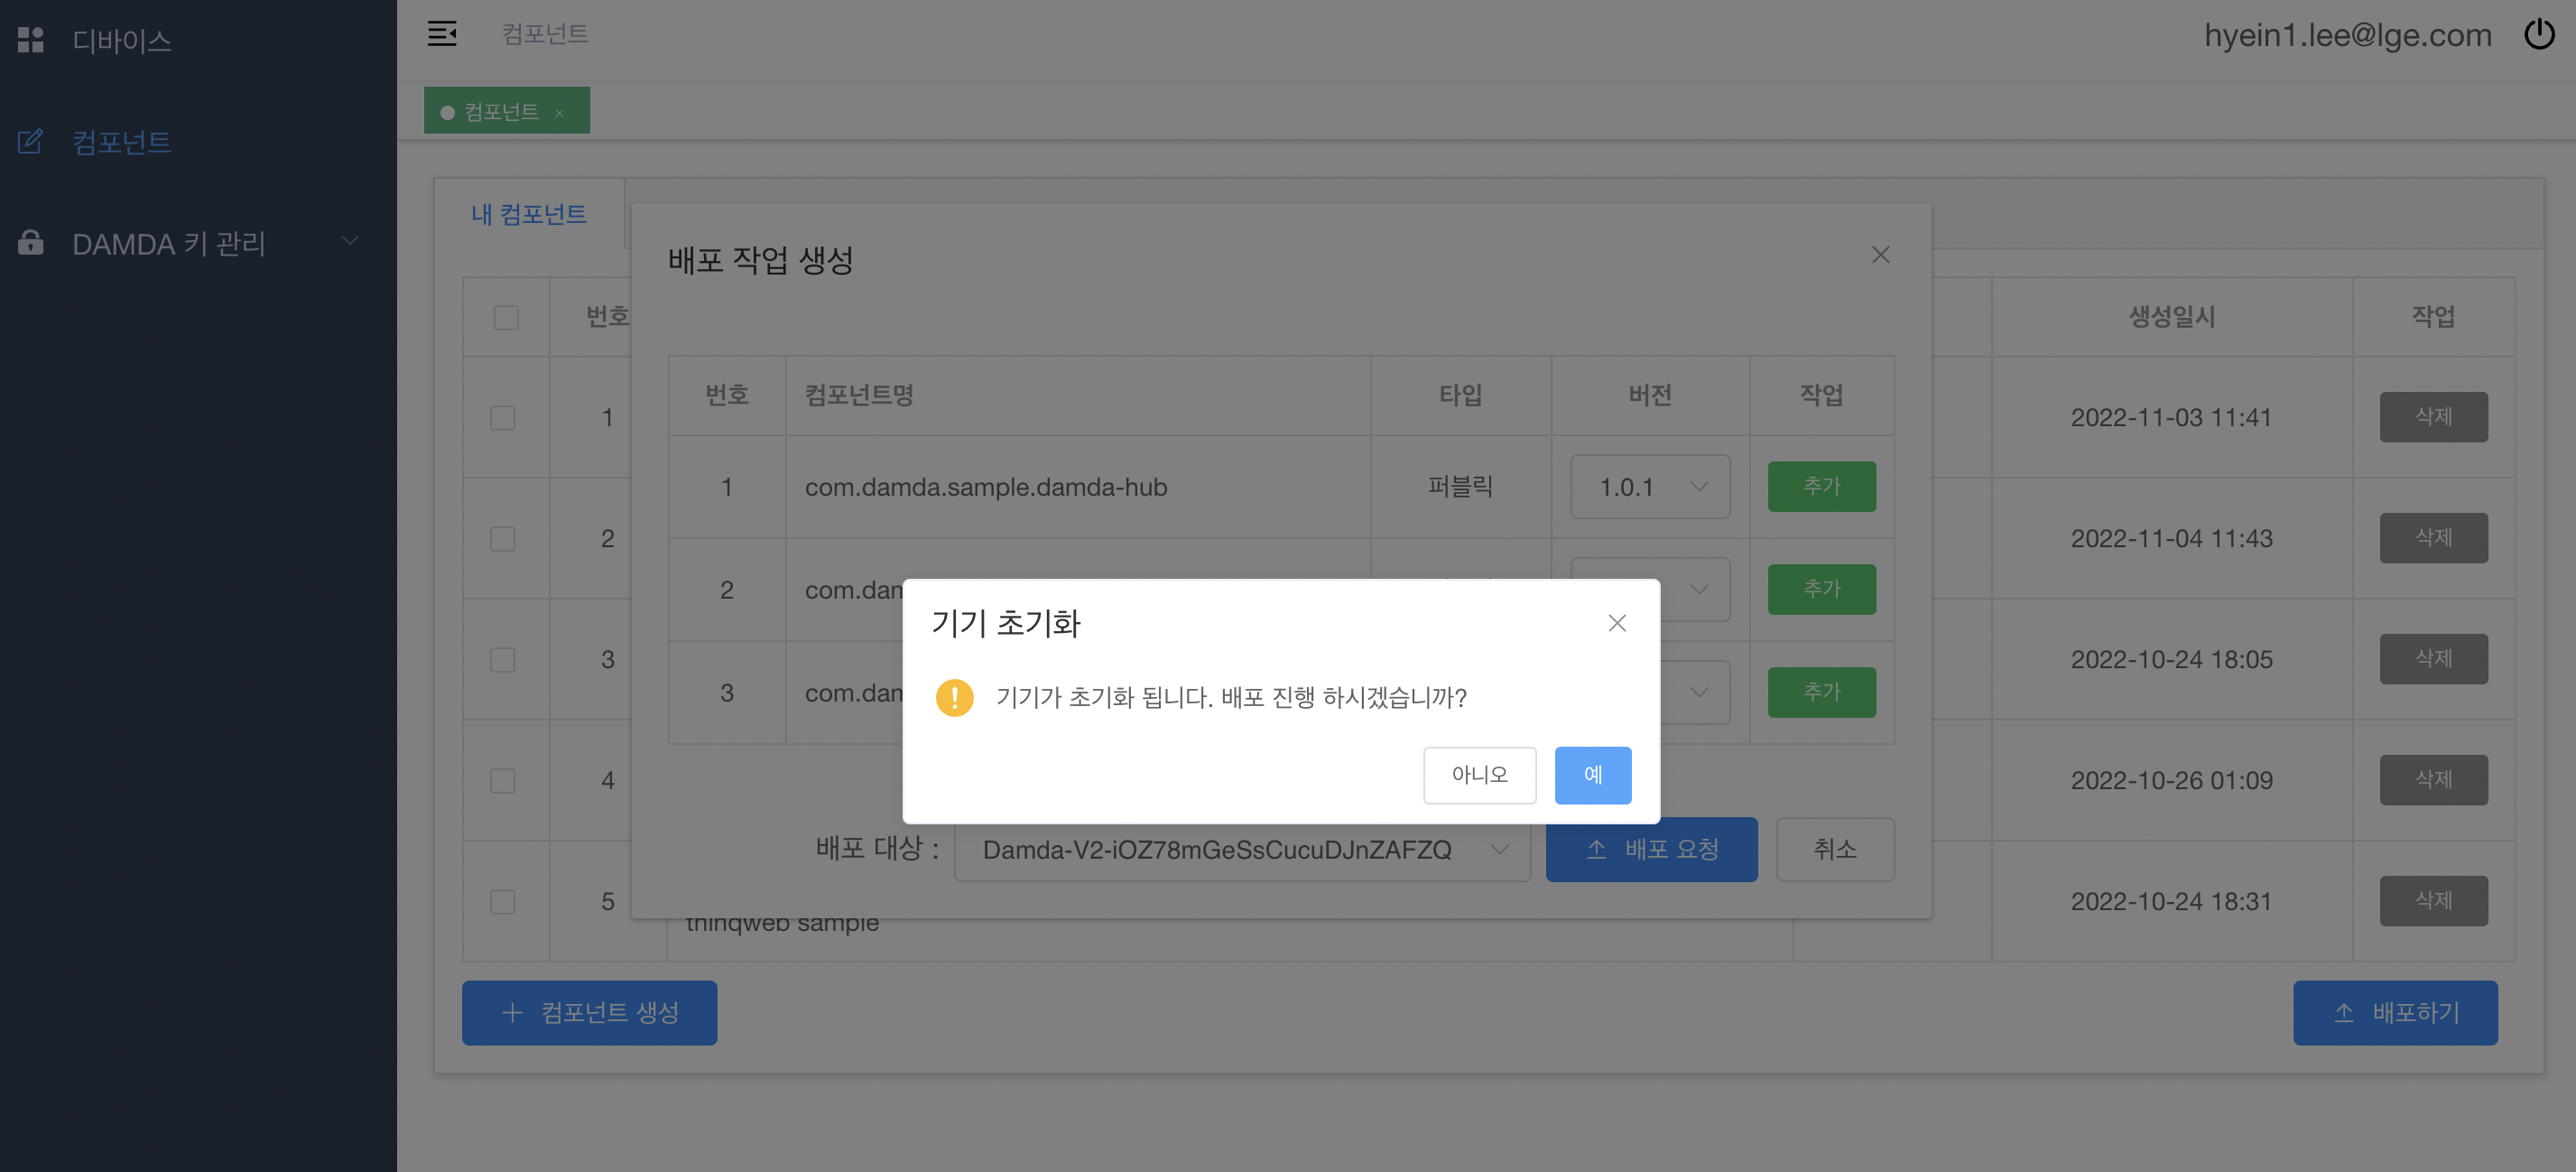 디바이스
컴포넌트
DAMDA 키 관리
컴포넌트
hyein1.lee@lge.com
컴포넌트 ×
내 컴포넌트
번호 생성일시 작업
1 2022-11-03 11:41 삭제
2 2022-11-04 11:43 삭제
3 2022-10-24 18:05 삭제
4 2022-10-26 01:09 삭제
5 2022-10-24 18:31 삭제
thinqweb sample
컴포넌트 생성
배포하기
배포 작업 생성
번호 컴포넌트명 타입 버전 작업
1 com.damda.sample.damda-hub 퍼블릭 1.0.1 추가
2 추가
3 추가
배포 대상 : Damda-V2-iOZ78mGeSsCucuDJnZAFZQ 배포 요청 취소
기기 초기화
기기가 초기화 됩니다. 배포 진행 하시겠습니까?
아니오 예